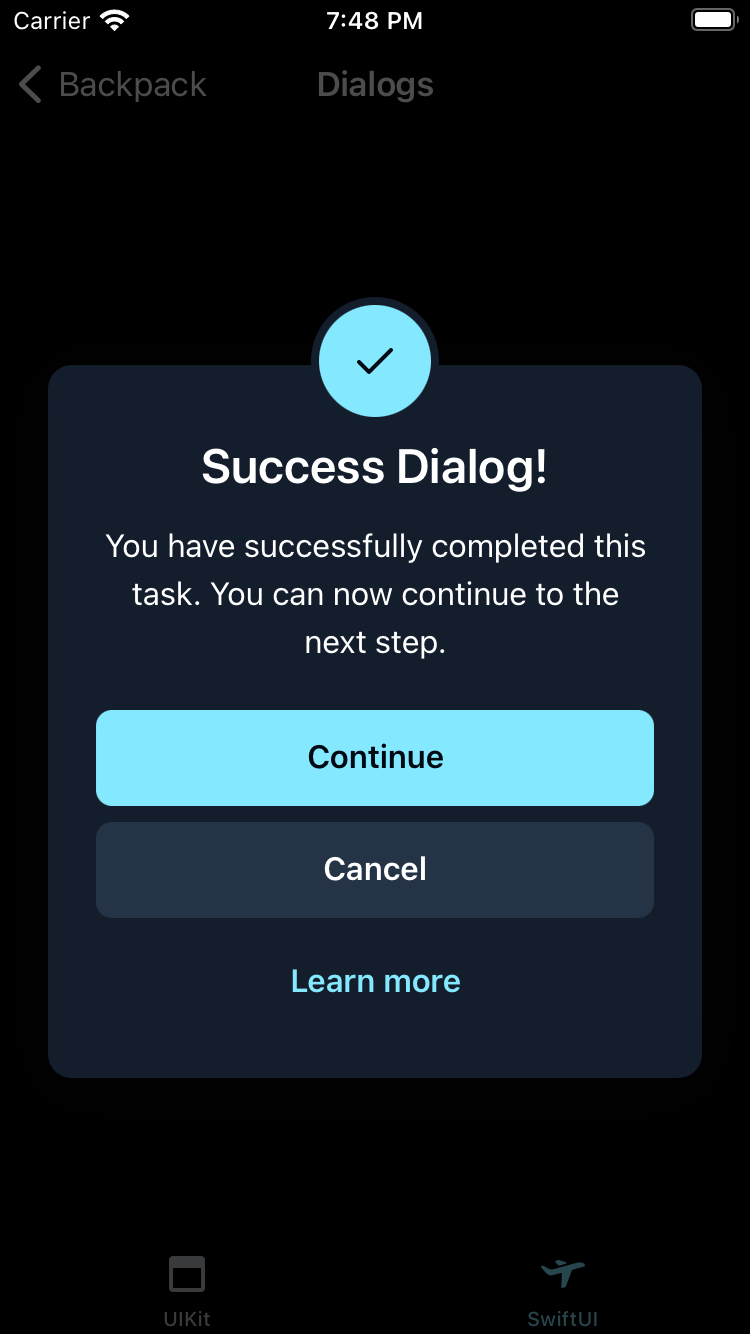 Carrier 7:48 PM
Backpack Dialogs
Success Dialog!
You have successfully completed this
task. You can now continue to the
next step.
Continue
Cancel
Learn more
UIKit SwiftUI